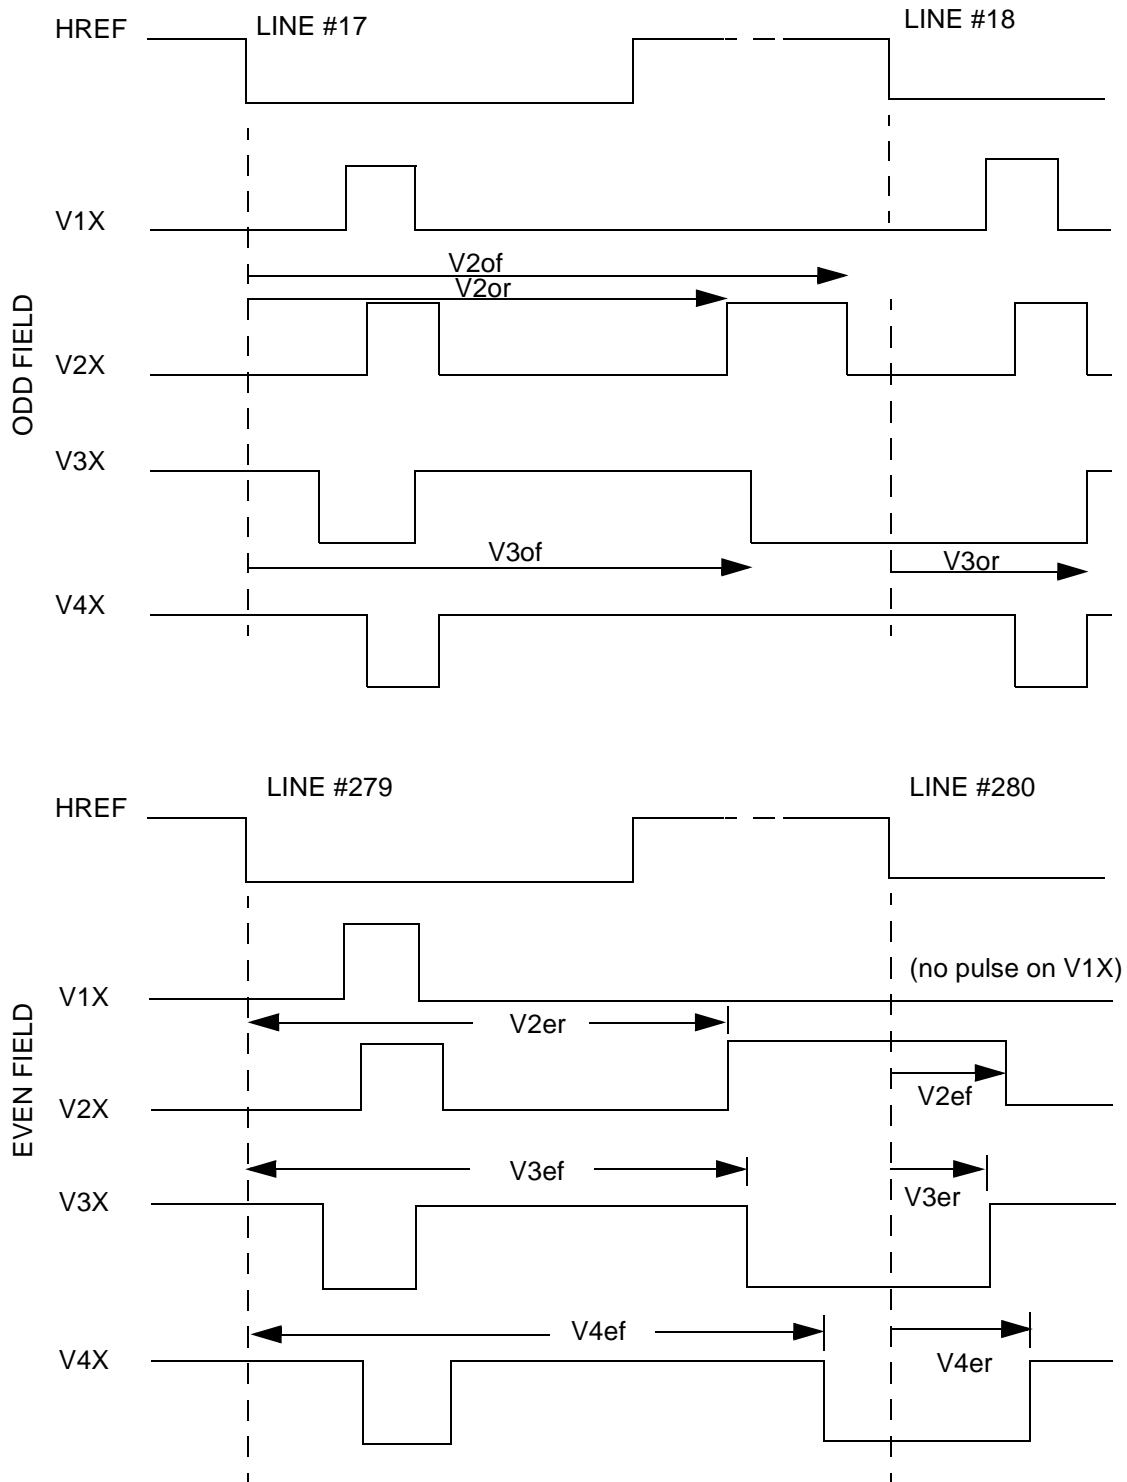 HREF
LINE #17
LINE #18
V1X
V2of
V2or
ODD FIELD
V2X
V3X
V3of
V3or
V4X
LINE #279
LINE #280
HREF
(no pulse on V1X)
V1X
V2er
EVEN FIELD
V2ef
V2X
V3ef
V3er
V3X
V4ef
V4er
V4X